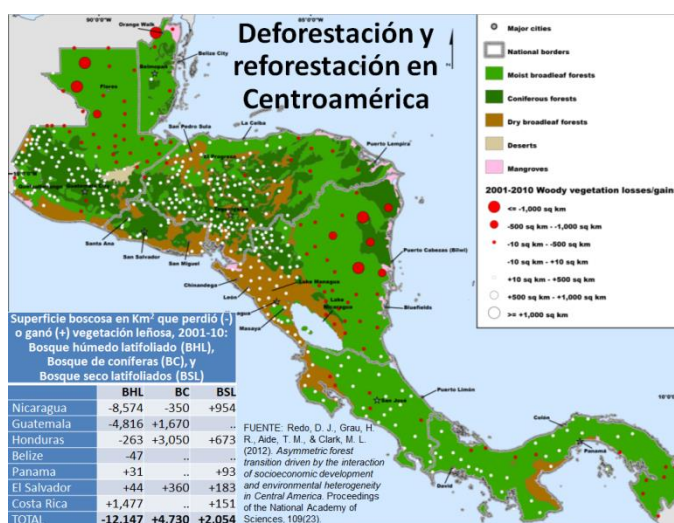 Deforestación y
reforestación en
Centroamérica
90°0'0"W
85°0'0"W
Orange Walk
Belize City
Belmopan
Flores
San Pedro Sula
La Ceiba
El Progreso
Puerto Lempira
Tegucigalpa
Santa Ana
San Salvador
San Miguel
Chinandega
León
Masaya
Lake Managua
Lake Nicaragua
Puerto Cabezas (Bilwi)
Bluefields
Puerto Limón
San José
David
Colón
Panamá
Major cities
National borders
Moist broadleaf forests
Coniferous forests
Dry broadleaf forests
Deserts
Mangroves
2001-2010 Woody vegetation losses/gain
<= -1,000 sq km
-500 sq km - -1,000 sq km
-10 sq km - -500 sq km
-10 sq km - +10 sq km
+10 sq km - +500 sq km
+500 sq km - +1,000 sq km
>= +1,000 sq km
Superficie boscosa en Km² que perdió (-)
o ganó (+) vegetación leñosa, 2001-10:
Bosque húmedo latifoliado (BHL),
Bosque de coníferas (BC), y
Bosque seco latifoliados (BSL)
BHL BC BSL
Nicaragua -8,574 -350 +954
Guatemala -4,816 +1,670 ..
Honduras -263 +3,050 +673
Belize -47 .. ..
Panama +31 .. +93
El Salvador +44 +360 +183
Costa Rica +1,477 .. +151
TOTAL -12,147 +4,730 +2,054
FUENTE: Redo, D. J., Grau, H.
R., Aide, T. M., & Clark, M. L.
(2012). Asymmetric forest
transition driven by the interaction
of socioeconomic development
and environmental heterogeneity
in Central America. Proceedings
of the National Academy of
Sciences, 109(23).